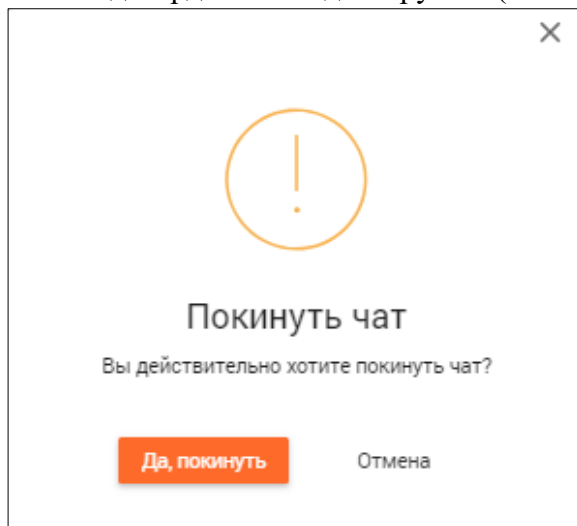 Покинуть чат
Вы действительно хотите покинуть чат?
Да, покинуть
Отмена